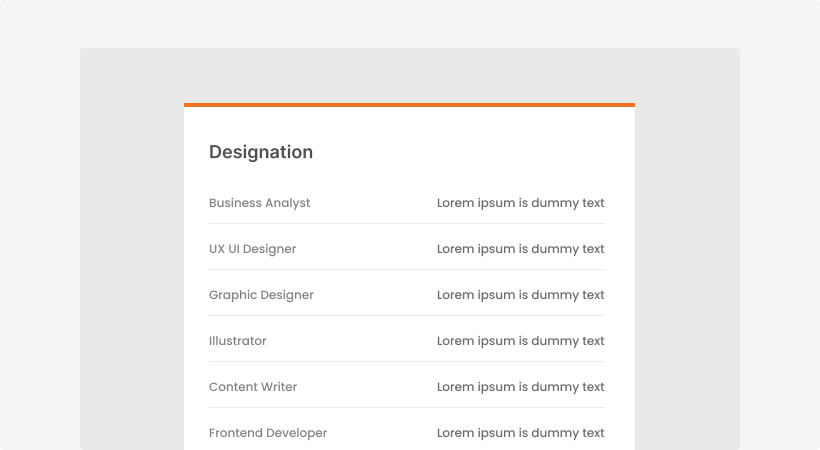 Designation
Business Analyst Lorem ipsum is dummy text
UX UI Designer Lorem ipsum is dummy text
Graphic Designer Lorem ipsum is dummy text
Illustrator Lorem ipsum is dummy text
Content Writer Lorem ipsum is dummy text
Frontend Developer Lorem ipsum is dummy text